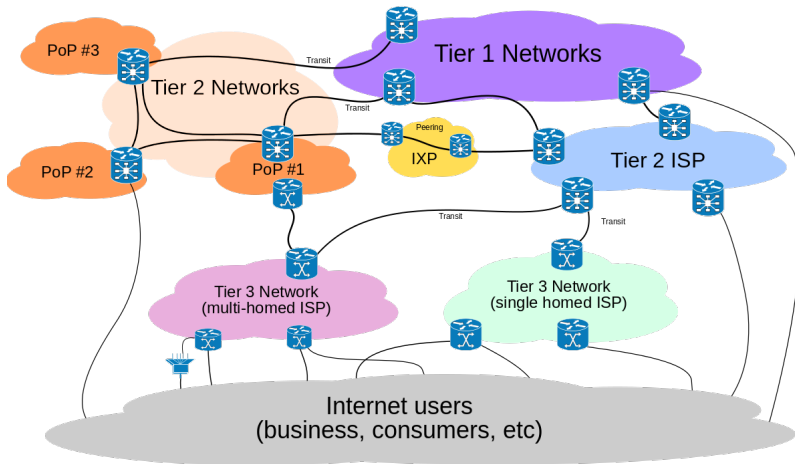 PoP #3
Transit
Tier 1 Networks
Tier 2 Networks
Transit
Peering
IXP
Tier 2 ISP
PoP #2
PoP #1
Transit
Transit
Tier 3 Network
(multi-homed ISP)
Tier 3 Network
(single homed ISP)
Internet users
(business, consumers, etc)